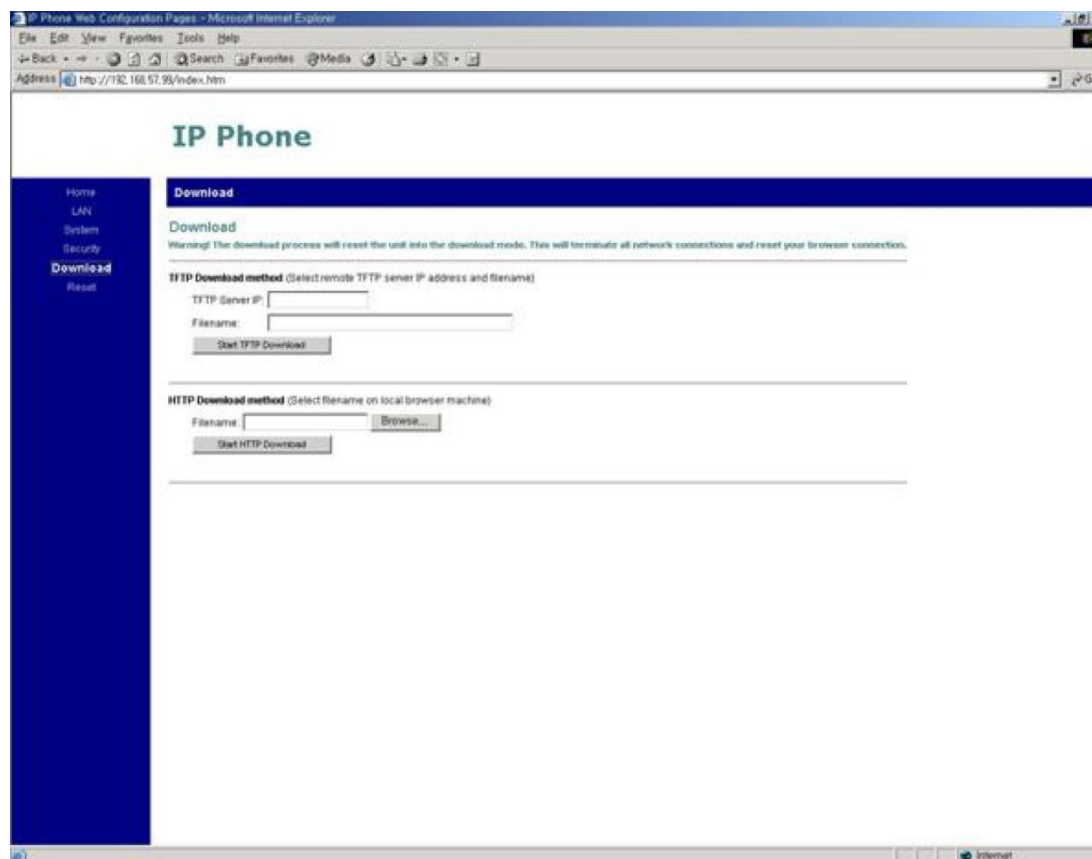 IP Phone Web Configuration Pages - Microsoft Internet Explorer
File Edit View Favorites Tools Help
Back Search Favorites Media
Address http://192.168.57.99/index.htm
IP Phone
Home
LAN
System
Security
Download
Reset
Download
Download
Warning! The download process will reset the unit into the download mode. This will terminate all network connections and reset your browser connection.
TFTP Download method (Select remote TFTP server IP address and filename)
TFTP Server IP:
Filename:
Start TFTP Download
HTTP Download method (Select filename on local browser machine)
Filename:
Browse...
Start HTTP Download
Internet